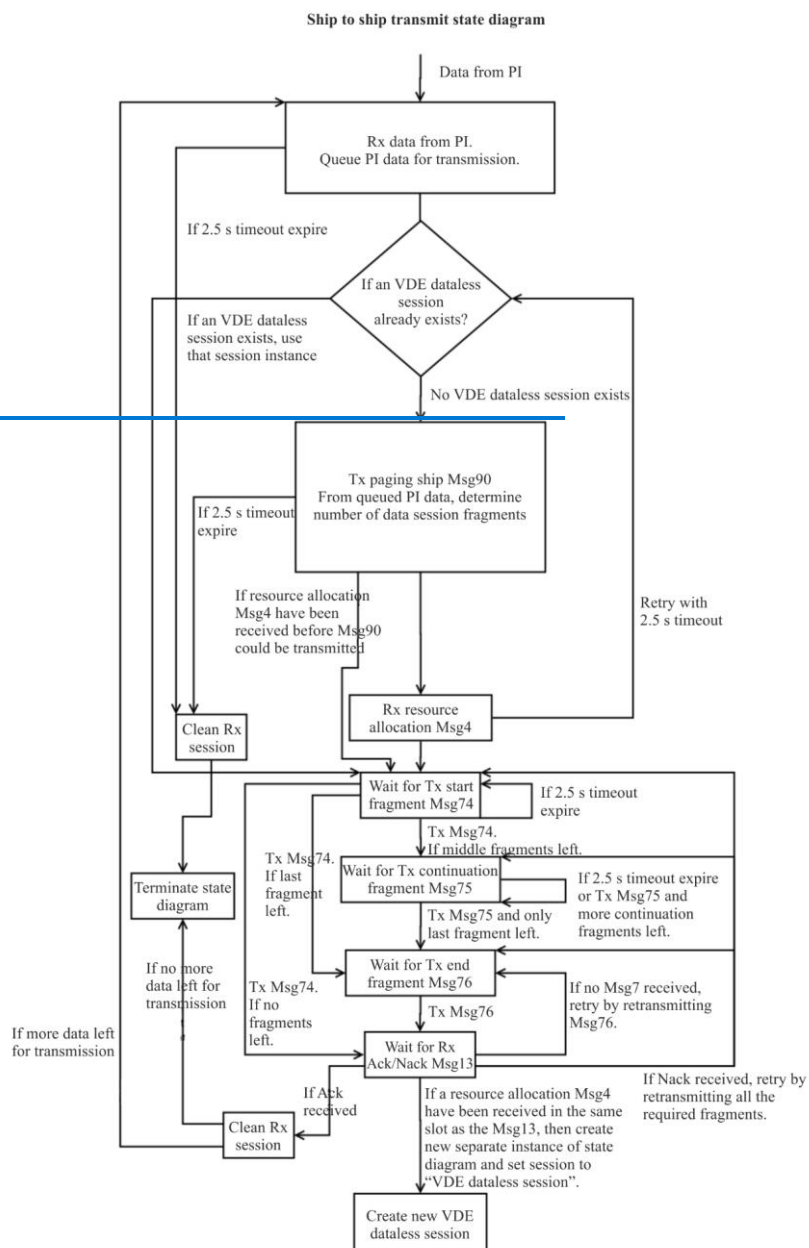 Ship to ship transmit state diagram
Data from PI
Rx data from PI.
Queue PI data for transmission.
If 2.5 s timeout expire
If an VDE dataless
session
already exists?
If an VDE dataless
session exists, use
that session instance
No VDE dataless session exists
Tx paging ship Msg90
From queued PI data, determine
number of data session fragments
If 2.5 s timeout
expire
If resource allocation
Msg4 have been
received before Msg90
could be transmitted
Retry with
2.5 s timeout
Rx resource
allocation Msg4
Clean Rx
session
Wait for Tx start
fragment Msg74
If 2.5 s timeout
expire
Tx Msg74.
If middle fragments left.
Tx Msg74.
If last
fragment
left.
Wait for Tx continuation
fragment Msg75
If 2.5 s timeout expire
or Tx Msg75 and
more continuation
fragments left.
Terminate state
diagram
Tx Msg75 and only
last fragment left.
Wait for Tx end
fragment Msg76
If no more
data left for
transmission
Tx Msg74.
If no
fragments
left.
Tx Msg76
If no Msg7 received,
retry by retransmitting
Msg76.
If more data left
for transmission
Wait for Rx
Ack/Nack Msg13
If Nack received, retry by
retransmitting all the
required fragments.
If Ack
received
Clean Rx
session
If a resource allocation Msg4
have been received in the same
slot as the Msg13, then create
new separate instance of state
diagram and set session to
“VDE dataless session”.
Create new VDE
dataless session